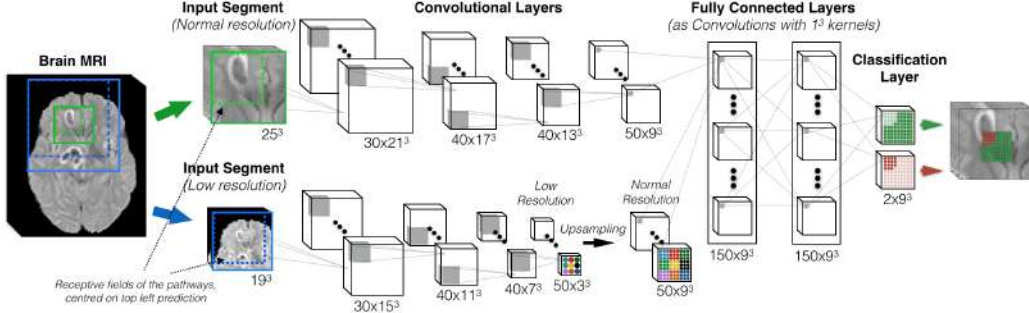 Brain MRI
Input Segment
(Normal resolution)
25³
Convolutional Layers
30x21³
40x17³
40x13³
50x9³
Fully Connected Layers
(as Convolutions with 1³ kernels)
150x9³
150x9³
Classification
Layer
2x9³
Input Segment
(Low resolution)
19³
Receptive fields of the pathways,
centred on top left prediction
30x15³
40x11³
40x7³
50x3³
Low
Resolution
Upsampling
Normal
Resolution
50x9³